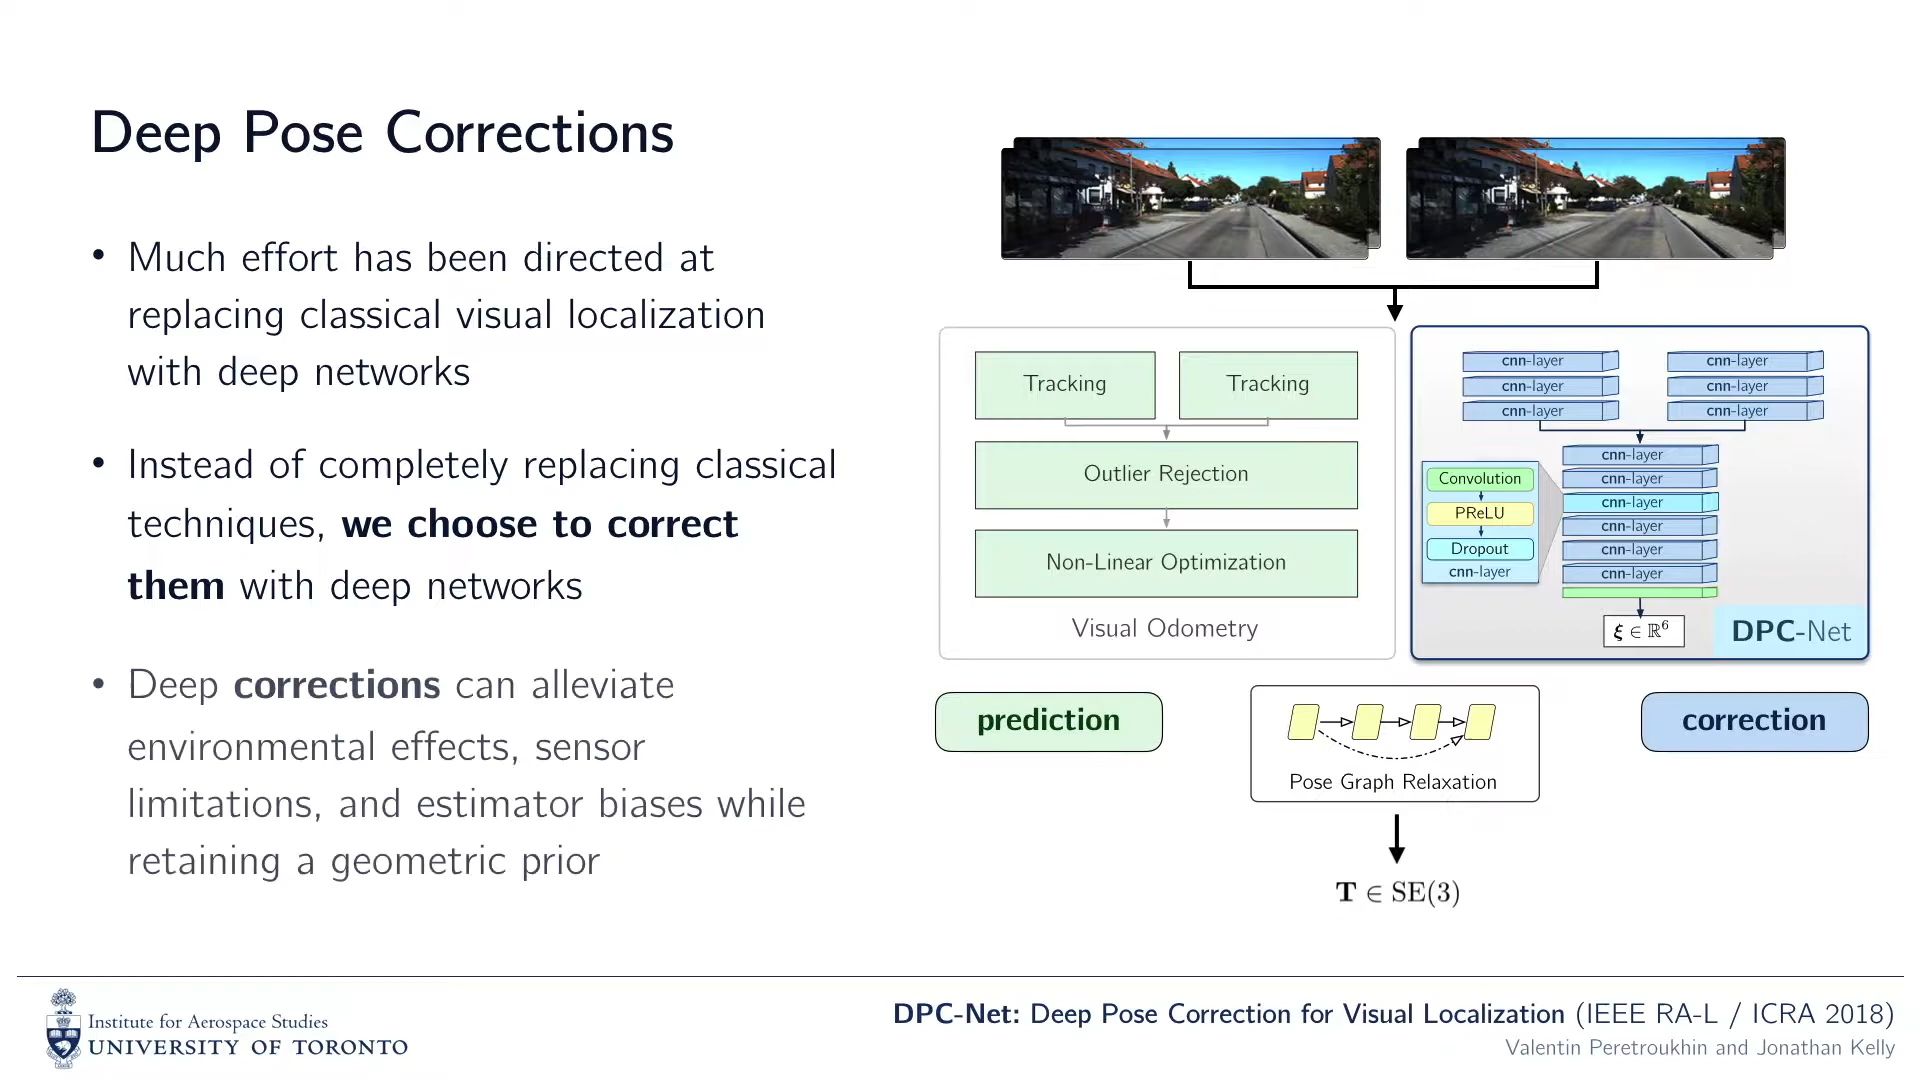 Deep Pose Corrections
• Much effort has been directed at
replacing classical visual localization
with deep networks
• Instead of completely replacing classical
techniques, we choose to correct
them with deep networks
• Deep corrections can alleviate
environmental effects, sensor
limitations, and estimator biases while
retaining a geometric prior
Tracking
Tracking
Outlier Rejection
Non-Linear Optimization
Visual Odometry
cnn-layer
cnn-layer
cnn-layer
cnn-layer
cnn-layer
cnn-layer
cnn-layer
cnn-layer
cnn-layer
cnn-layer
cnn-layer
cnn-layer
Convolution
PReLU
Dropout
cnn-layer
ξ ∈ ℝ⁶
DPC-Net
prediction
Pose Graph Relaxation
correction
T ∈ SE(3)
Institute for Aerospace Studies
UNIVERSITY OF TORONTO
DPC-Net: Deep Pose Correction for Visual Localization (IEEE RA-L / ICRA 2018)
Valentin Peretroukhin and Jonathan Kelly